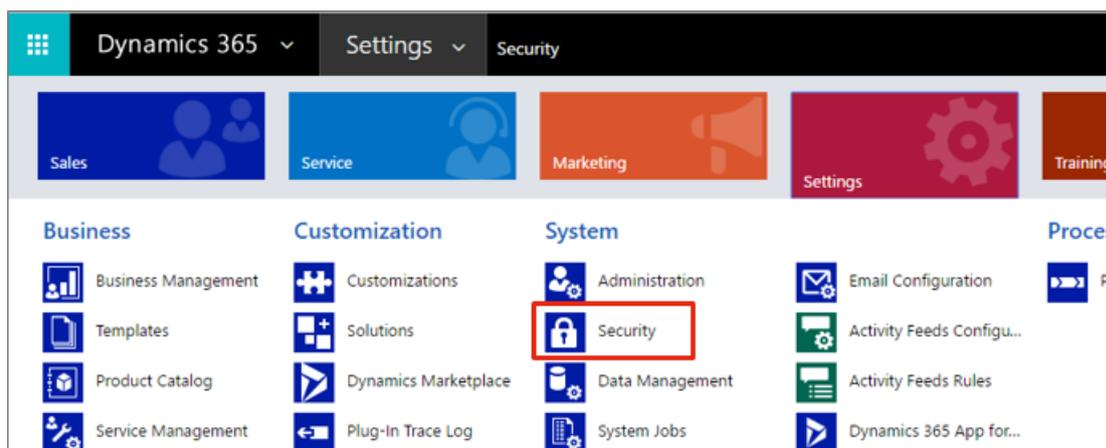 Dynamics 365 Settings Security
Sales Service Marketing Settings Training
Business Customization System Proce
Business Management Customizations Administration Email Configuration P
Templates Solutions Security Activity Feeds Configu...
Product Catalog Dynamics Marketplace Data Management Activity Feeds Rules
Service Management Plug-In Trace Log System Jobs Dynamics 365 App for...